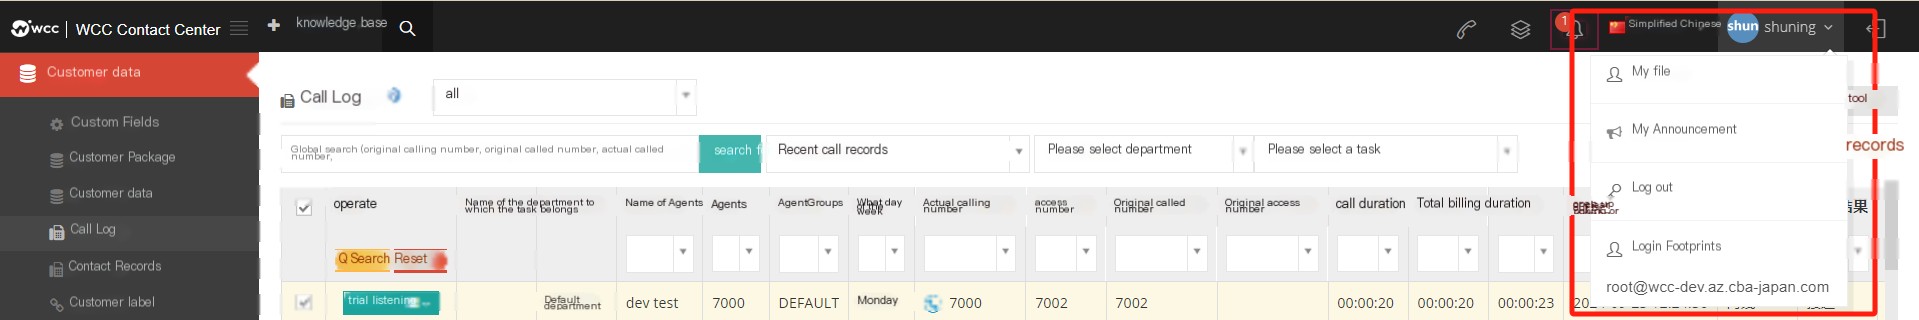 wcc | WCC Contact Center
knowledge base
1
Simplified Chinese
shun shuning
Customer data
Custom Fields
Customer Package
Customer data
Call Log
Contact Records
Customer label
Call Log
all
tool
Global search (original calling number, original called number, actual called
number,
search f
Recent call records
Please select department
Please select a task
records
operate
Name of the department to
which the task belongs
Name of Agents
Agents
AgentGroups
What day
of the
week
Actual calling
number
access
number
Original called
number
Original access
number
call duration
Total billing duration
结果
Q Search Reset
trial listening
Default
department
dev test
7000
DEFAULT
Monday
7000
7002
7002
00:00:20
00:00:20
00:00:23
My file
My Announcement
Log out
Login Footprints
root@wcc-dev.az.cba-japan.com